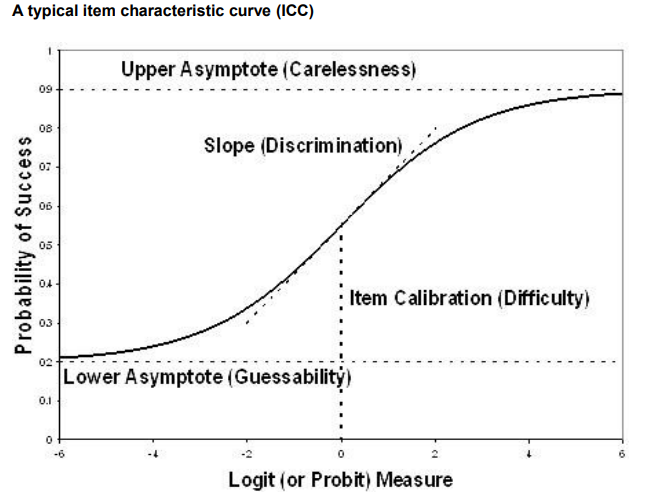 A typical item characteristic curve (ICC)
1
Upper Asymptote (Carelessness)
09
08
Slope (Discrimination)
07
06
05
0.4
Item Calibration (Difficulty)
03
02
Lower Asymptote (Guessability)
0.1
0
-6 -4 -2 0 2 4 6
Logit (or Probit) Measure
Probability of Success